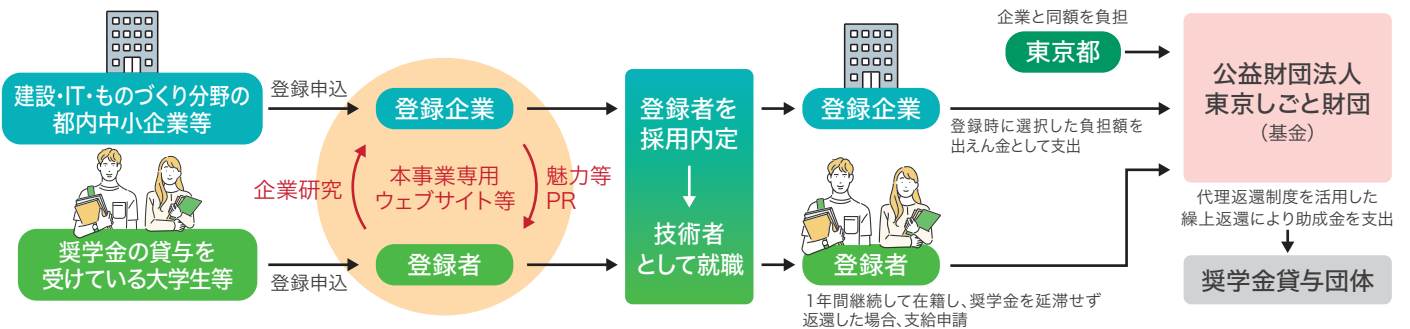 建設・IT・ものづくり分野の
都内中小企業等
登録申込
奨学金の貸与を
受けている大学生等
登録申込
登録企業
企業研究
本事業専用
ウェブサイト等
魅力等
PR
登録者
登録者を
採用内定
技術者
として就職
登録企業
登録時に選択した負担額を
出えん金として支出
登録者
1年間継続して在籍し、奨学金を延滞せず
返還した場合、支給申請
企業と同額を負担
東京都
公益財団法人
東京しごと財団
（基金）
代理返還制度を活用した
繰上返還により助成金を支出
奨学金貸与団体